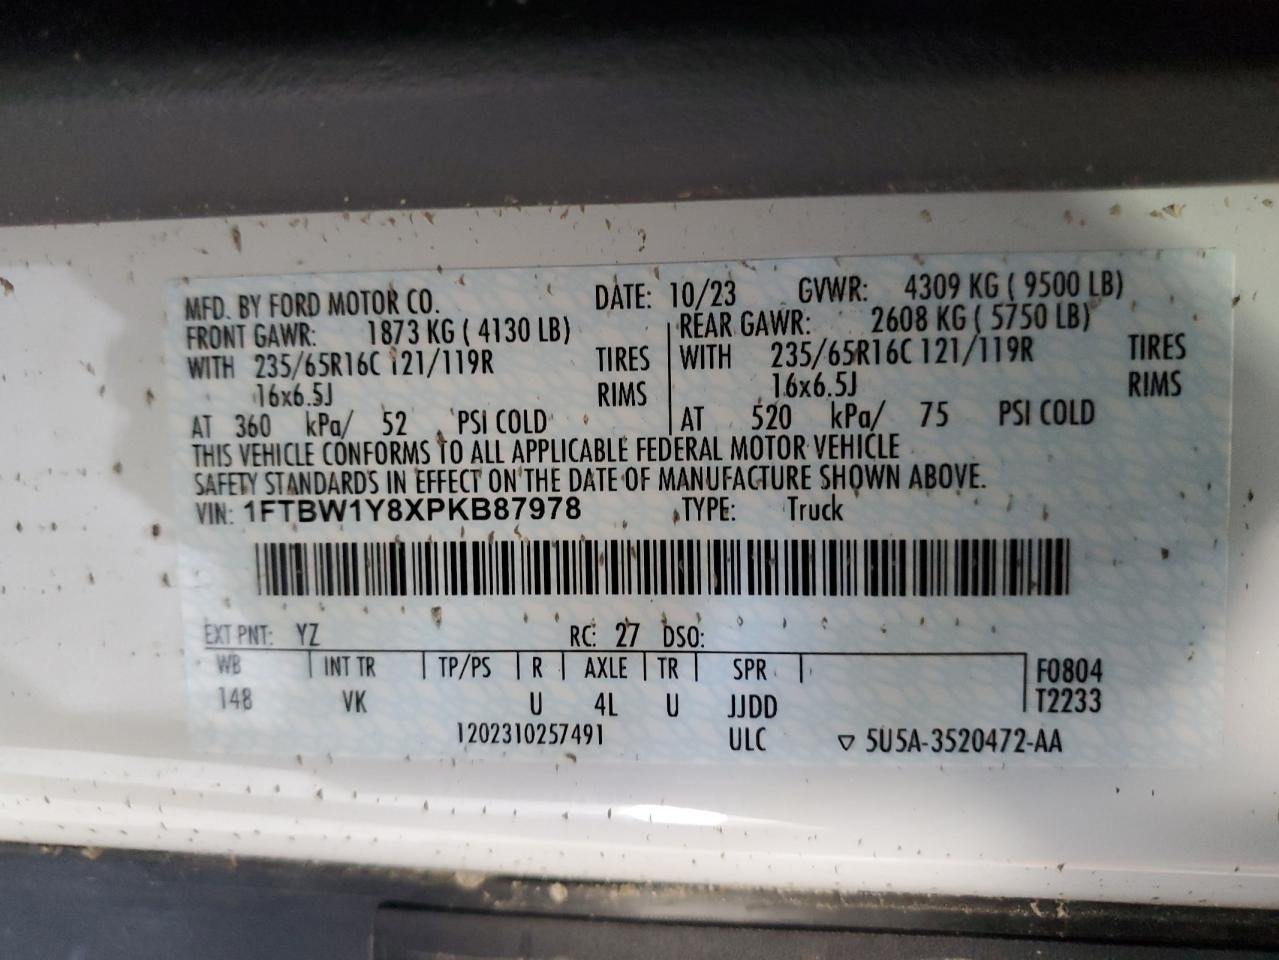 MFD. BY FORD MOTOR CO. DATE: 10/23 GVWR: 4309 KG ( 9500 LB)
FRONT GAWR: 1873 KG ( 4130 LB) REAR GAWR: 2608 KG ( 5750 LB)
WITH 235/65R16C 121/119R TIRES WITH 235/65R16C 121/119R TIRES
16x6.5J RIMS 16x6.5J RIMS
AT 360 kPa/ 52 PSI COLD AT 520 kPa/ 75 PSI COLD
THIS VEHICLE CONFORMS TO ALL APPLICABLE FEDERAL MOTOR VEHICLE
SAFETY STANDARDS IN EFFECT ON THE DATE OF MANUFACTURE SHOWN ABOVE.
VIN: 1FTBW1Y8XPKB87978 TYPE: Truck
EXT PNT: YZ RC: 27 DSO:
WB INT TR TP/PS R AXLE TR SPR F0804
148 VK U 4L U JJDD T2233
1202310257491 ULC ▽ 5U5A-3520472-AA